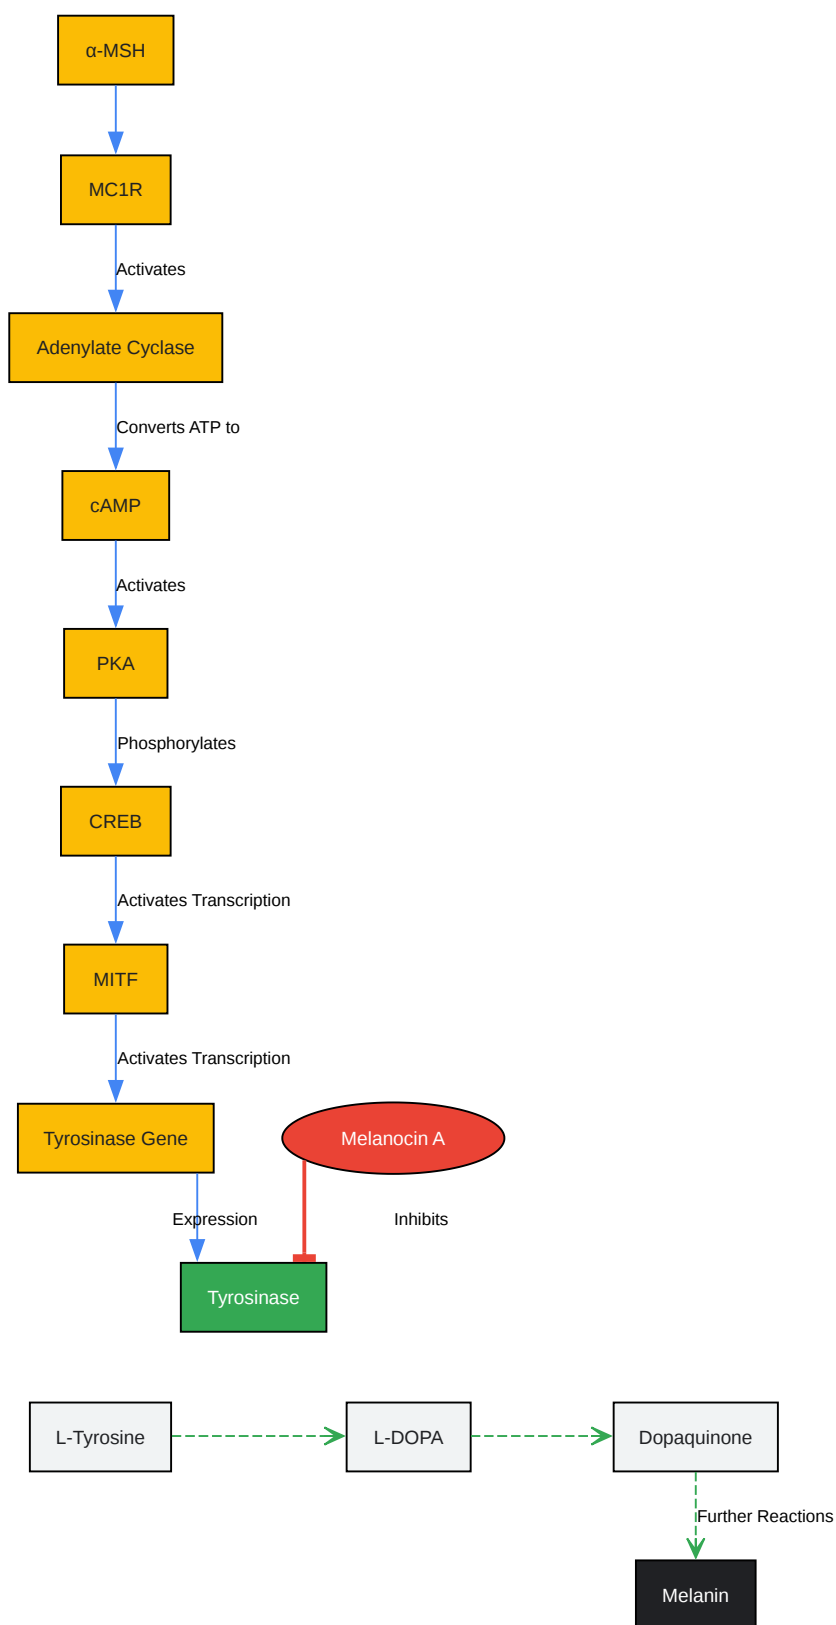 α-MSH
MC1R
Activates
Adenylate Cyclase
Converts ATP to
cAMP
Activates
PKA
Phosphorylates
CREB
Activates Transcription
MITF
Activates Transcription
Tyrosinase Gene
Melanocin A
Expression
Inhibits
Tyrosinase
L-Tyrosine
L-DOPA
Dopaquinone
Further Reactions
Melanin